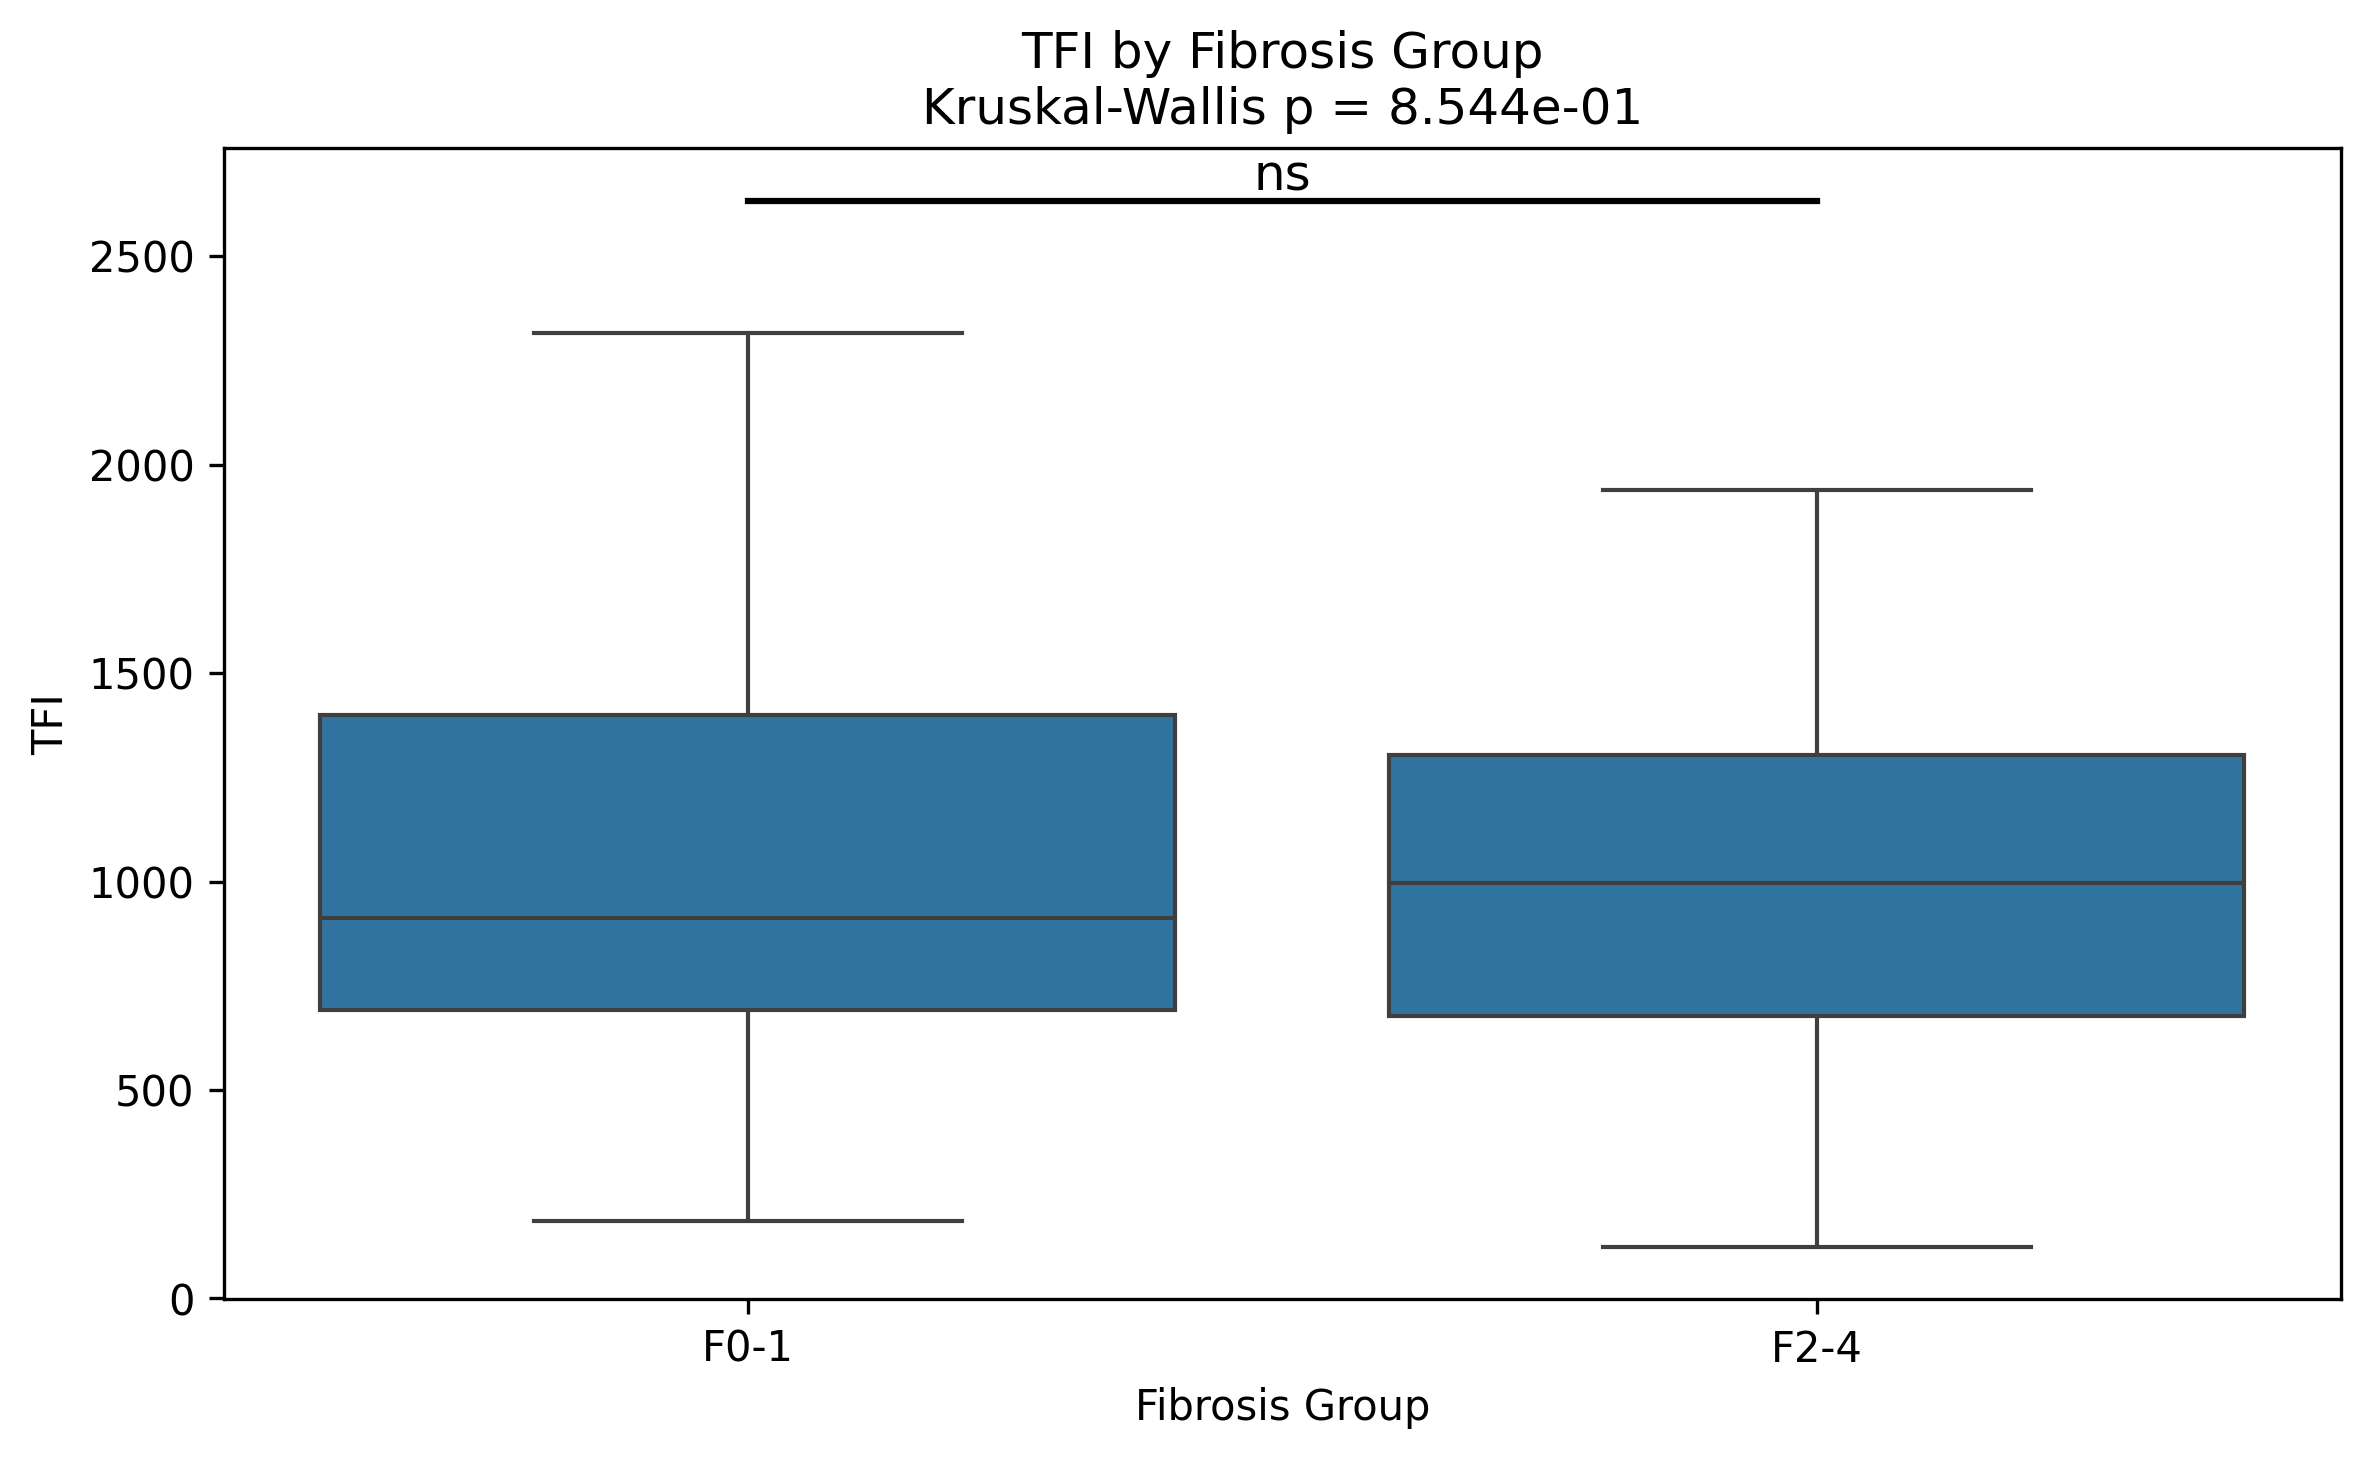 TFI by Fibrosis Group
Kruskal-Wallis p = 8.544e-01
ns
2500
2000
1500
1000
500
0
TFI
F0-1
F2-4
Fibrosis Group